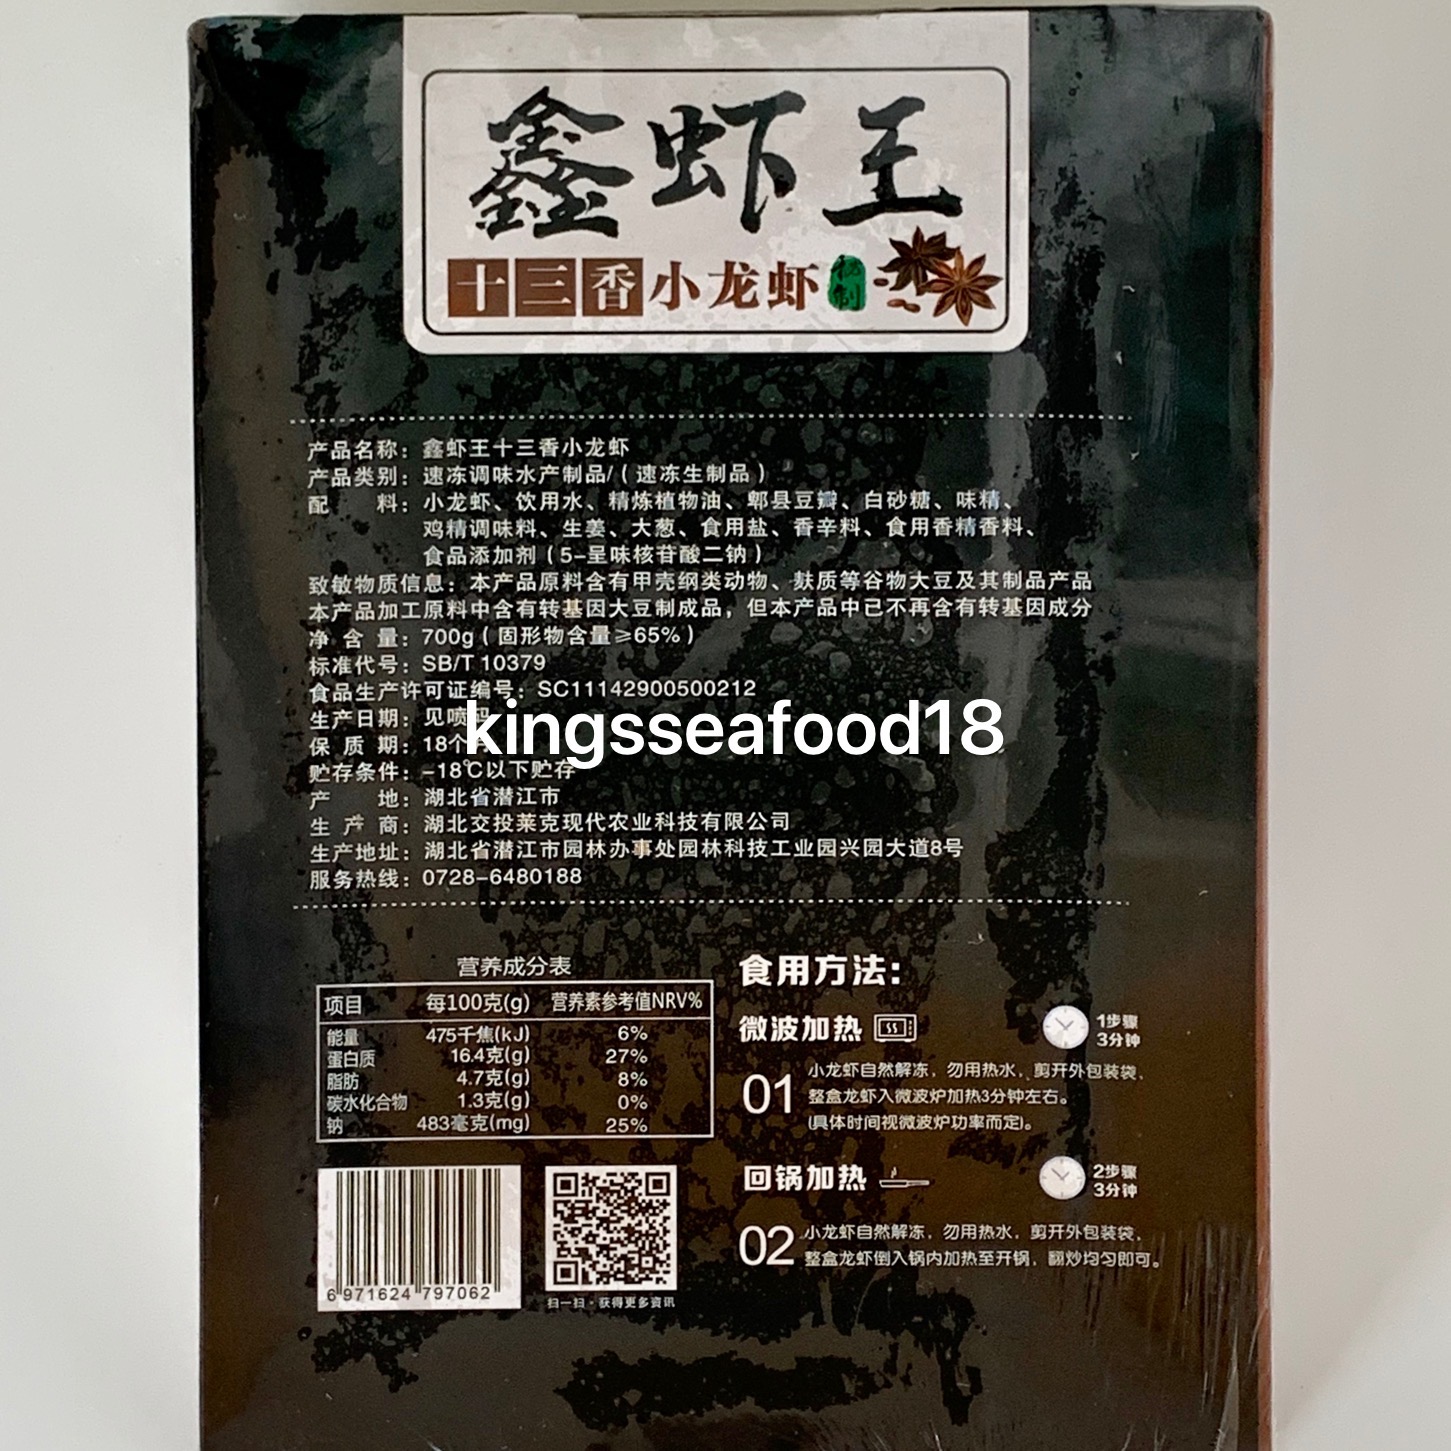 鑫虾王
十三香小龙虾 秘制
产品名称：鑫虾王十三香小龙虾
产品类别：速冻调味水产制品/（速冻生制品）
配 料：小龙虾、饮用水、精炼植物油、郫县豆瓣、白砂糖、味精、
鸡精调味料、生姜、大葱、食用盐、香辛料、食用香精香料、
食品添加剂（5-呈味核苷酸二钠）
致敏物质信息：本产品原料含有甲壳纲类动物、麸质等谷物大豆及其制品产品
本产品加工原料中含有转基因大豆制成品，但本产品中已不再含有转基因成分
净 含 量：700g（固形物含量≥65%）
标准代号：SB/T 10379
食品生产许可证编号：SC11142900500212
生产日期：见喷码
kingsseafood18
保 质 期：18个
贮存条件：-18℃以下贮存
产 地：湖北省潜江市
生 产 商：湖北交投莱克现代农业科技有限公司
生产地址：湖北省潜江市园林办事处园林科技工业园兴园大道8号
服务热线：0728-6480188
营养成分表
项目 每100克(g) 营养素参考值NRV%
能量 475千焦(kJ) 6%
蛋白质 16.4克(g) 27%
脂肪 4.7克(g) 8%
碳水化合物 1.3克(g) 0%
钠 483毫克(mg) 25%
6 971624 797062
扫一扫·获得更多资讯
食用方法：
微波加热
1步骤
3分钟
01
小龙虾自然解冻，勿用热水，剪开外包装袋、
整盒龙虾入微波炉加热3分钟左右。
(具体时间视微波炉功率而定)。
回锅加热
2步骤
3分钟
02
小龙虾自然解冻，勿用热水，剪开外包装袋、
整盒龙虾倒入锅内加热至开锅，翻炒均匀即可。